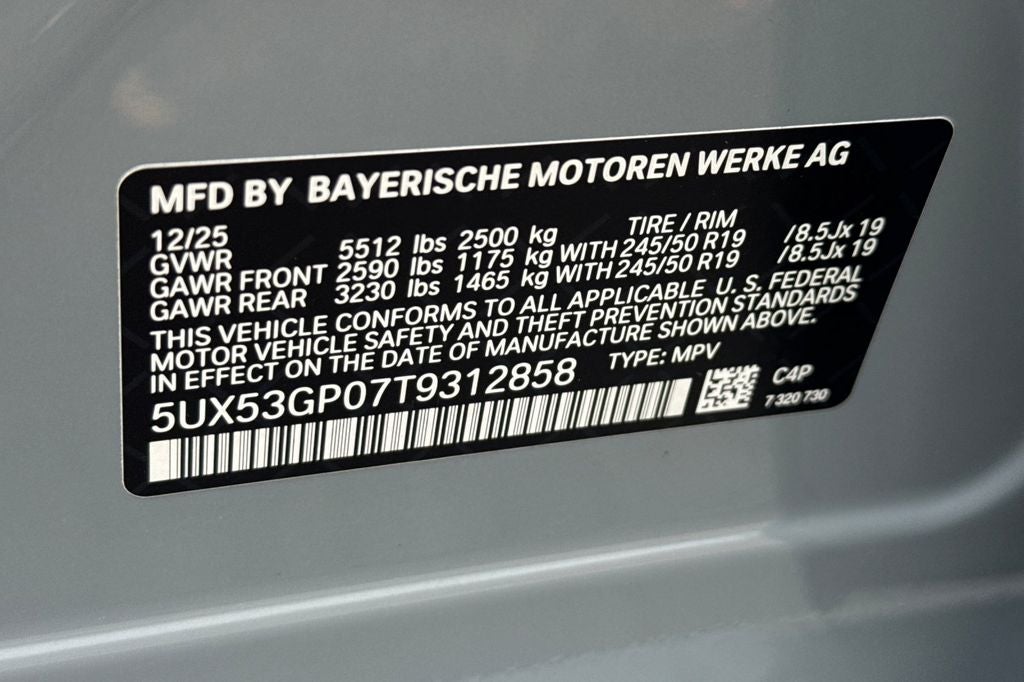 MFD BY BAYERISCHE MOTOREN WERKE AG
12/25 TIRE / RIM
GVWR 5512 lbs 2500 kg
GAWR FRONT 2590 lbs 1175 kg WITH 245/50 R19 /8.5Jx 19
GAWR REAR 3230 lbs 1465 kg WITH 245/50 R19 /8.5Jx 19
THIS VEHICLE CONFORMS TO ALL APPLICABLE U. S. FEDERAL
MOTOR VEHICLE SAFETY AND THEFT PREVENTION STANDARDS
IN EFFECT ON THE DATE OF MANUFACTURE SHOWN ABOVE.
5UX53GP07T9312858 TYPE: MPV
C4P
7 320 730